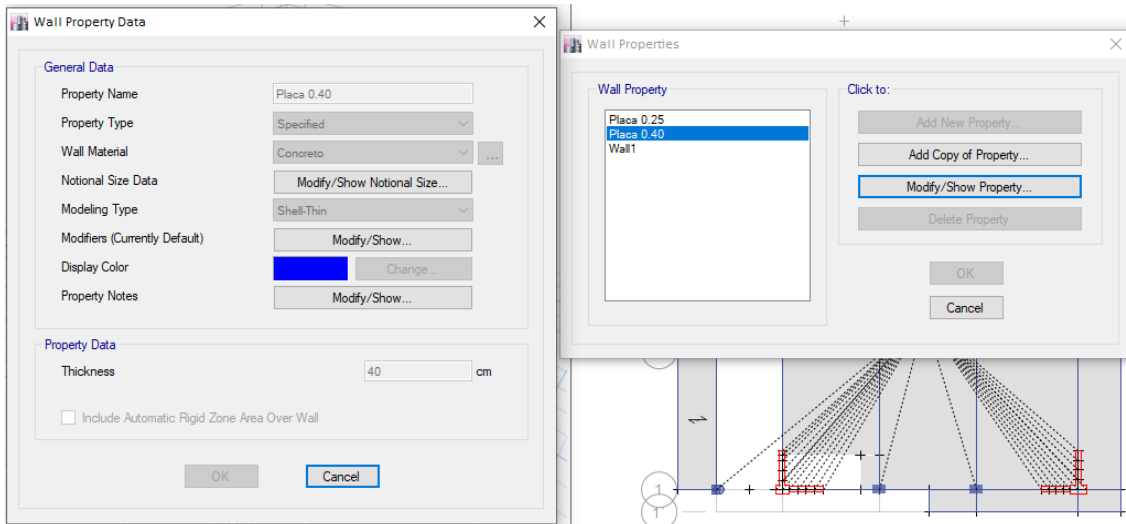 Wall Property Data
General Data
Property Name
Placa 0.40
Property Type
Specified
Wall Material
Concreto
...
Notional Size Data
Modify/Show Notional Size...
Modeling Type
Shell-Thin
Modifiers (Currently Default)
Modify/Show...
Display Color
Change...
Property Notes
Modify/Show...
Property Data
Thickness
40
cm
Include Automatic Rigid Zone Area Over Wall
OK
Cancel
Wall Properties
Wall Property
Placa 0.25
Placa 0.40
Wall1
Click to:
Add New Property...
Add Copy of Property...
Modify/Show Property...
Delete Property
OK
Cancel
1
1'